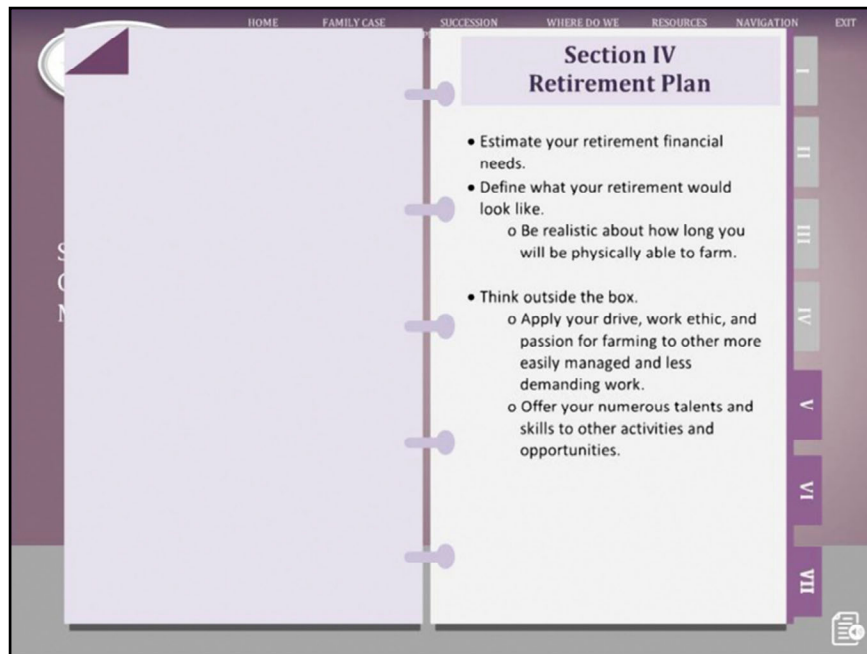 HOME FAMILY CASE SUCCESSION WHERE DO WE RESOURCES NAVIGATION EXIT
Section IV
Retirement Plan
• Estimate your retirement financial
needs.
• Define what your retirement would
look like.
o Be realistic about how long you
will be physically able to farm.
• Think outside the box.
o Apply your drive, work ethic, and
passion for farming to other more
easily managed and less
demanding work.
o Offer your numerous talents and
skills to other activities and
opportunities.
I
II
III
IV
V
VI
VII